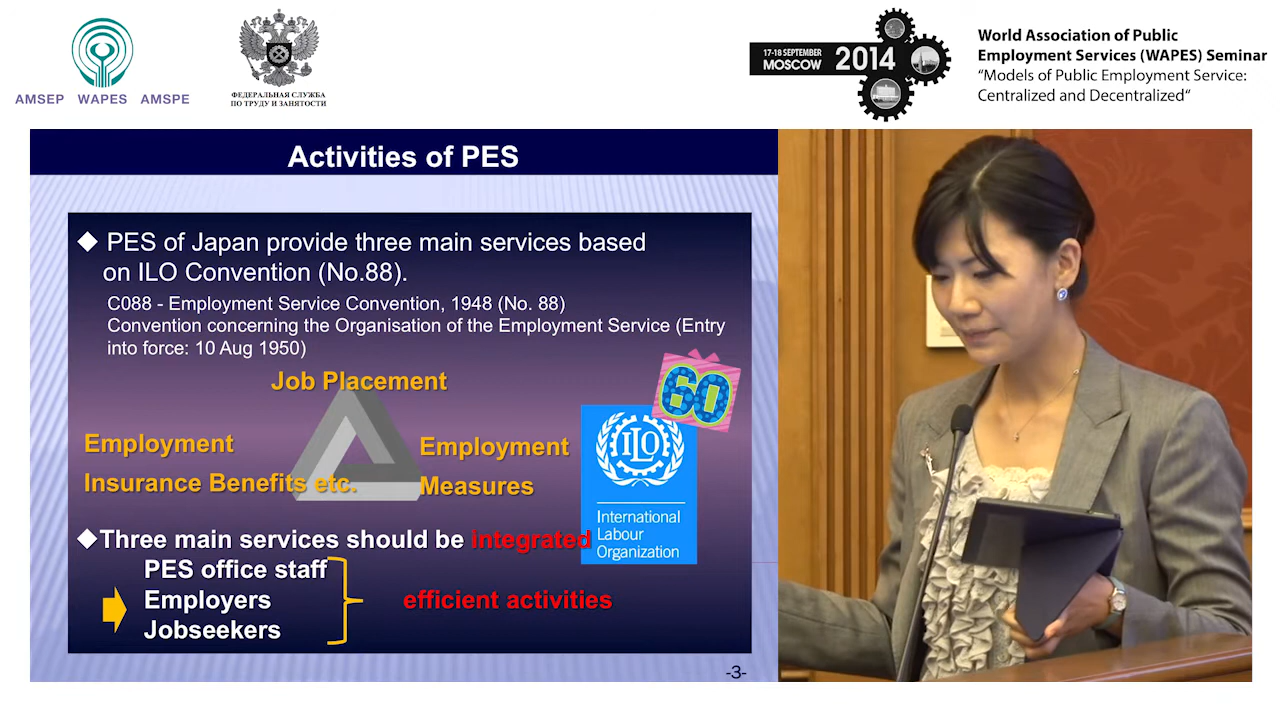 AMSEP WAPES AMSPE
ФЕДЕРАЛЬНАЯ СЛУЖБА
ПО ТРУДУ И ЗАНЯТОСТИ
17-18 SEPTEMBER
MOSCOW
2014
World Association of Public
Employment Services (WAPES) Seminar
“Models of Public Employment Service:
Centralized and Decentralized“
Activities of PES
◆ PES of Japan provide three main services based
on ILO Convention (No.88).
C088 - Employment Service Convention, 1948 (No. 88)
Convention concerning the Organisation of the Employment Service (Entry
into force: 10 Aug 1950)
Job Placement
60
Employment
Insurance Benefits etc.
Employment
Measures
ILO
International
Labour
Organization
◆Three main services should be integrated
PES office staff
Employers
Jobseekers
efficient activities
-3-